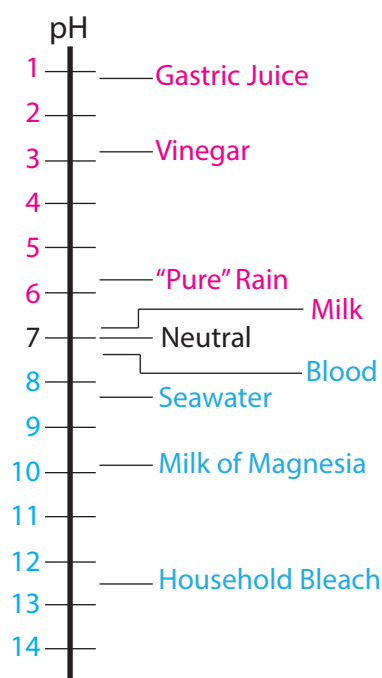 pH
1
Gastric Juice
2
Vinegar
3
4
5
"Pure" Rain
6
Milk
7
Neutral
Blood
8
Seawater
9
Milk of Magnesia
10
11
12
Household Bleach
13
14